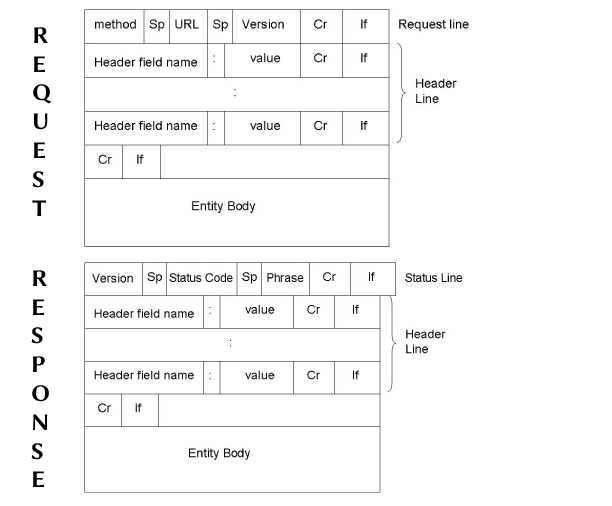 REQUEST
method Sp URL Sp Version Cr lf Request line
Header field name : value Cr lf
:
Header Line
Header field name : value Cr lf
Cr lf
Entity Body
RESPONSE
Version Sp Status Code Sp Phrase Cr lf Status Line
Header field name : value Cr lf
:
Header Line
Header field name : value Cr lf
Cr lf
Entity Body